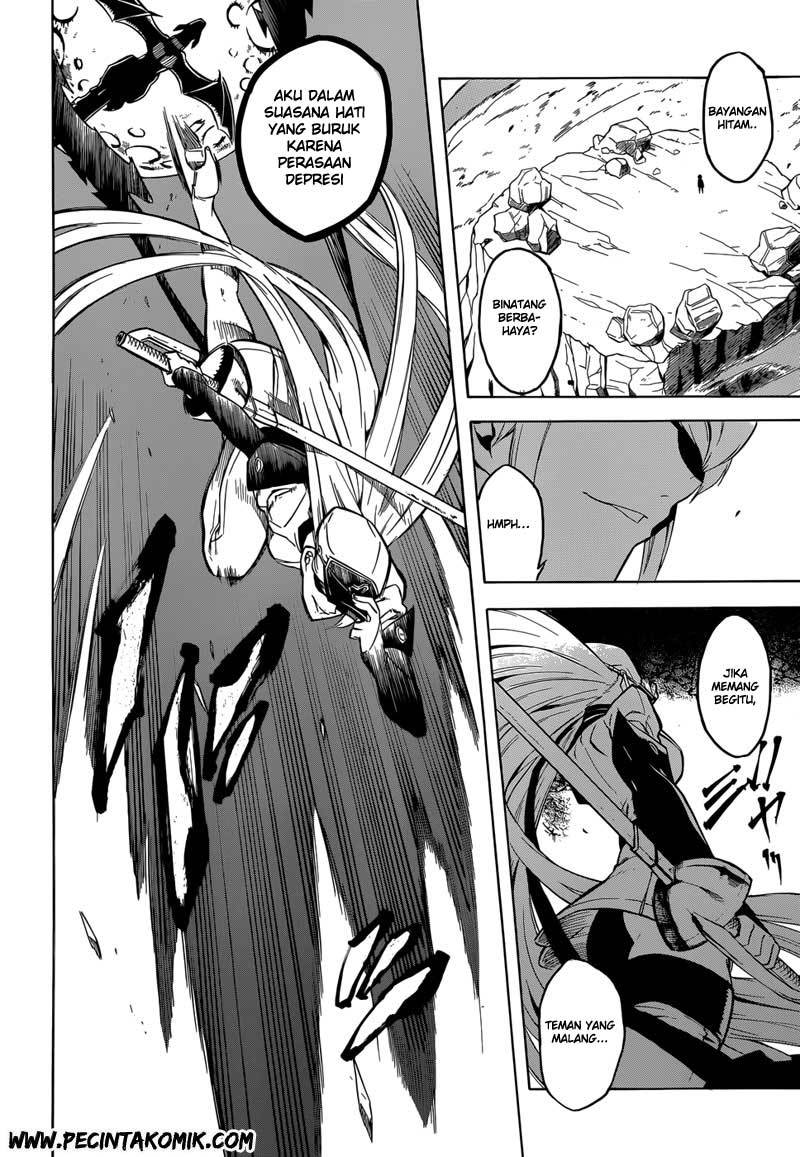 BAYANGAN
HITAM..
BINATANG
BERBA-
HAYA?
HMPH...
JIKA
MEMANG
BEGITU,
TEMAN YANG
MALANG...
AKU DALAM
SUASANA HATI
YANG BURUK
KARENA
PERASAAN
DEPRESI
WWW.PECINTAKOMIK.COM